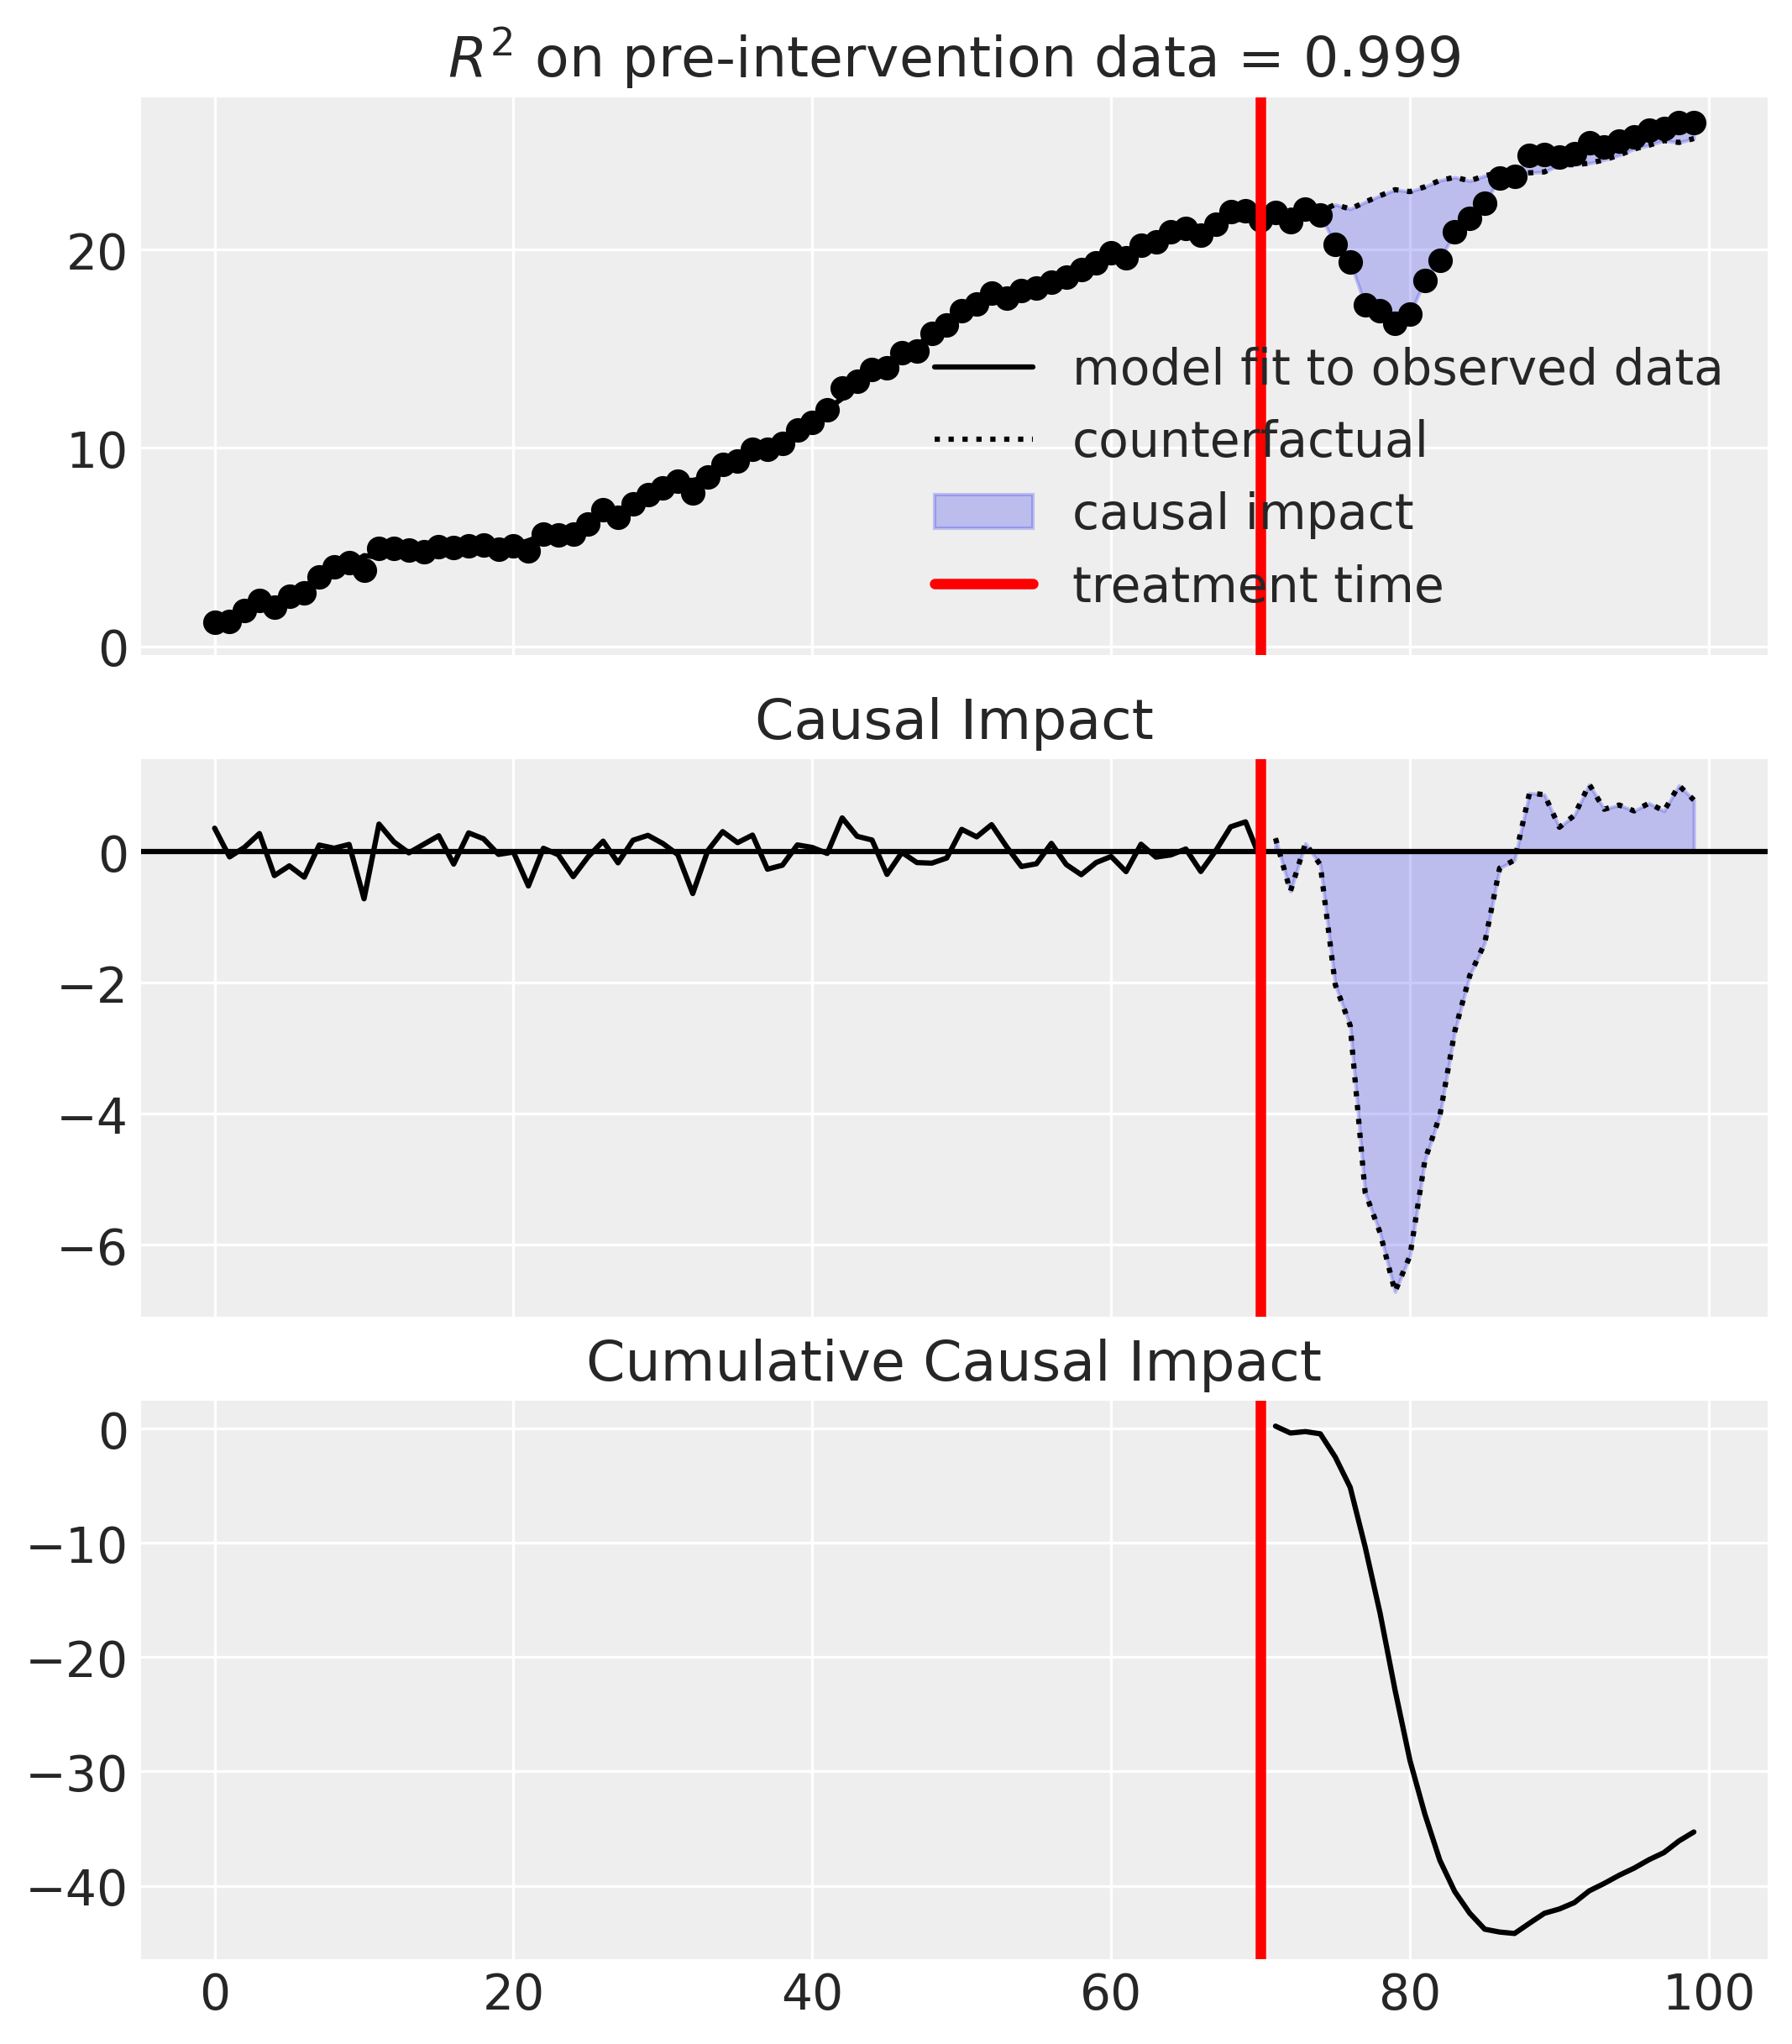 R² on pre-intervention data = 0.999
20
10
0
model fit to observed data
counterfactual
causal impact
treatment time
Causal Impact
0
−2
−4
−6
Cumulative Causal Impact
0
−10
−20
−30
−40
0 20 40 60 80 100